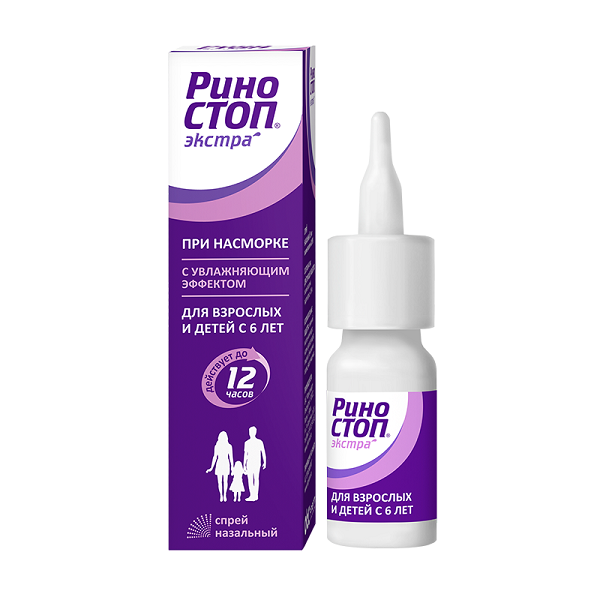 Рино
СТОП®
экстра
ПРИ НАСМОРКЕ
С УВЛАЖНЯЮЩИМ
ЭФФЕКТОМ
ДЛЯ ВЗРОСЛЫХ
И ДЕТЕЙ С 6 ЛЕТ
действует до
12
часов
спрей
назальный
Рино
СТОП®
экстра
ДЛЯ ВЗРОСЛЫХ
И ДЕТЕЙ С 6 ЛЕТ